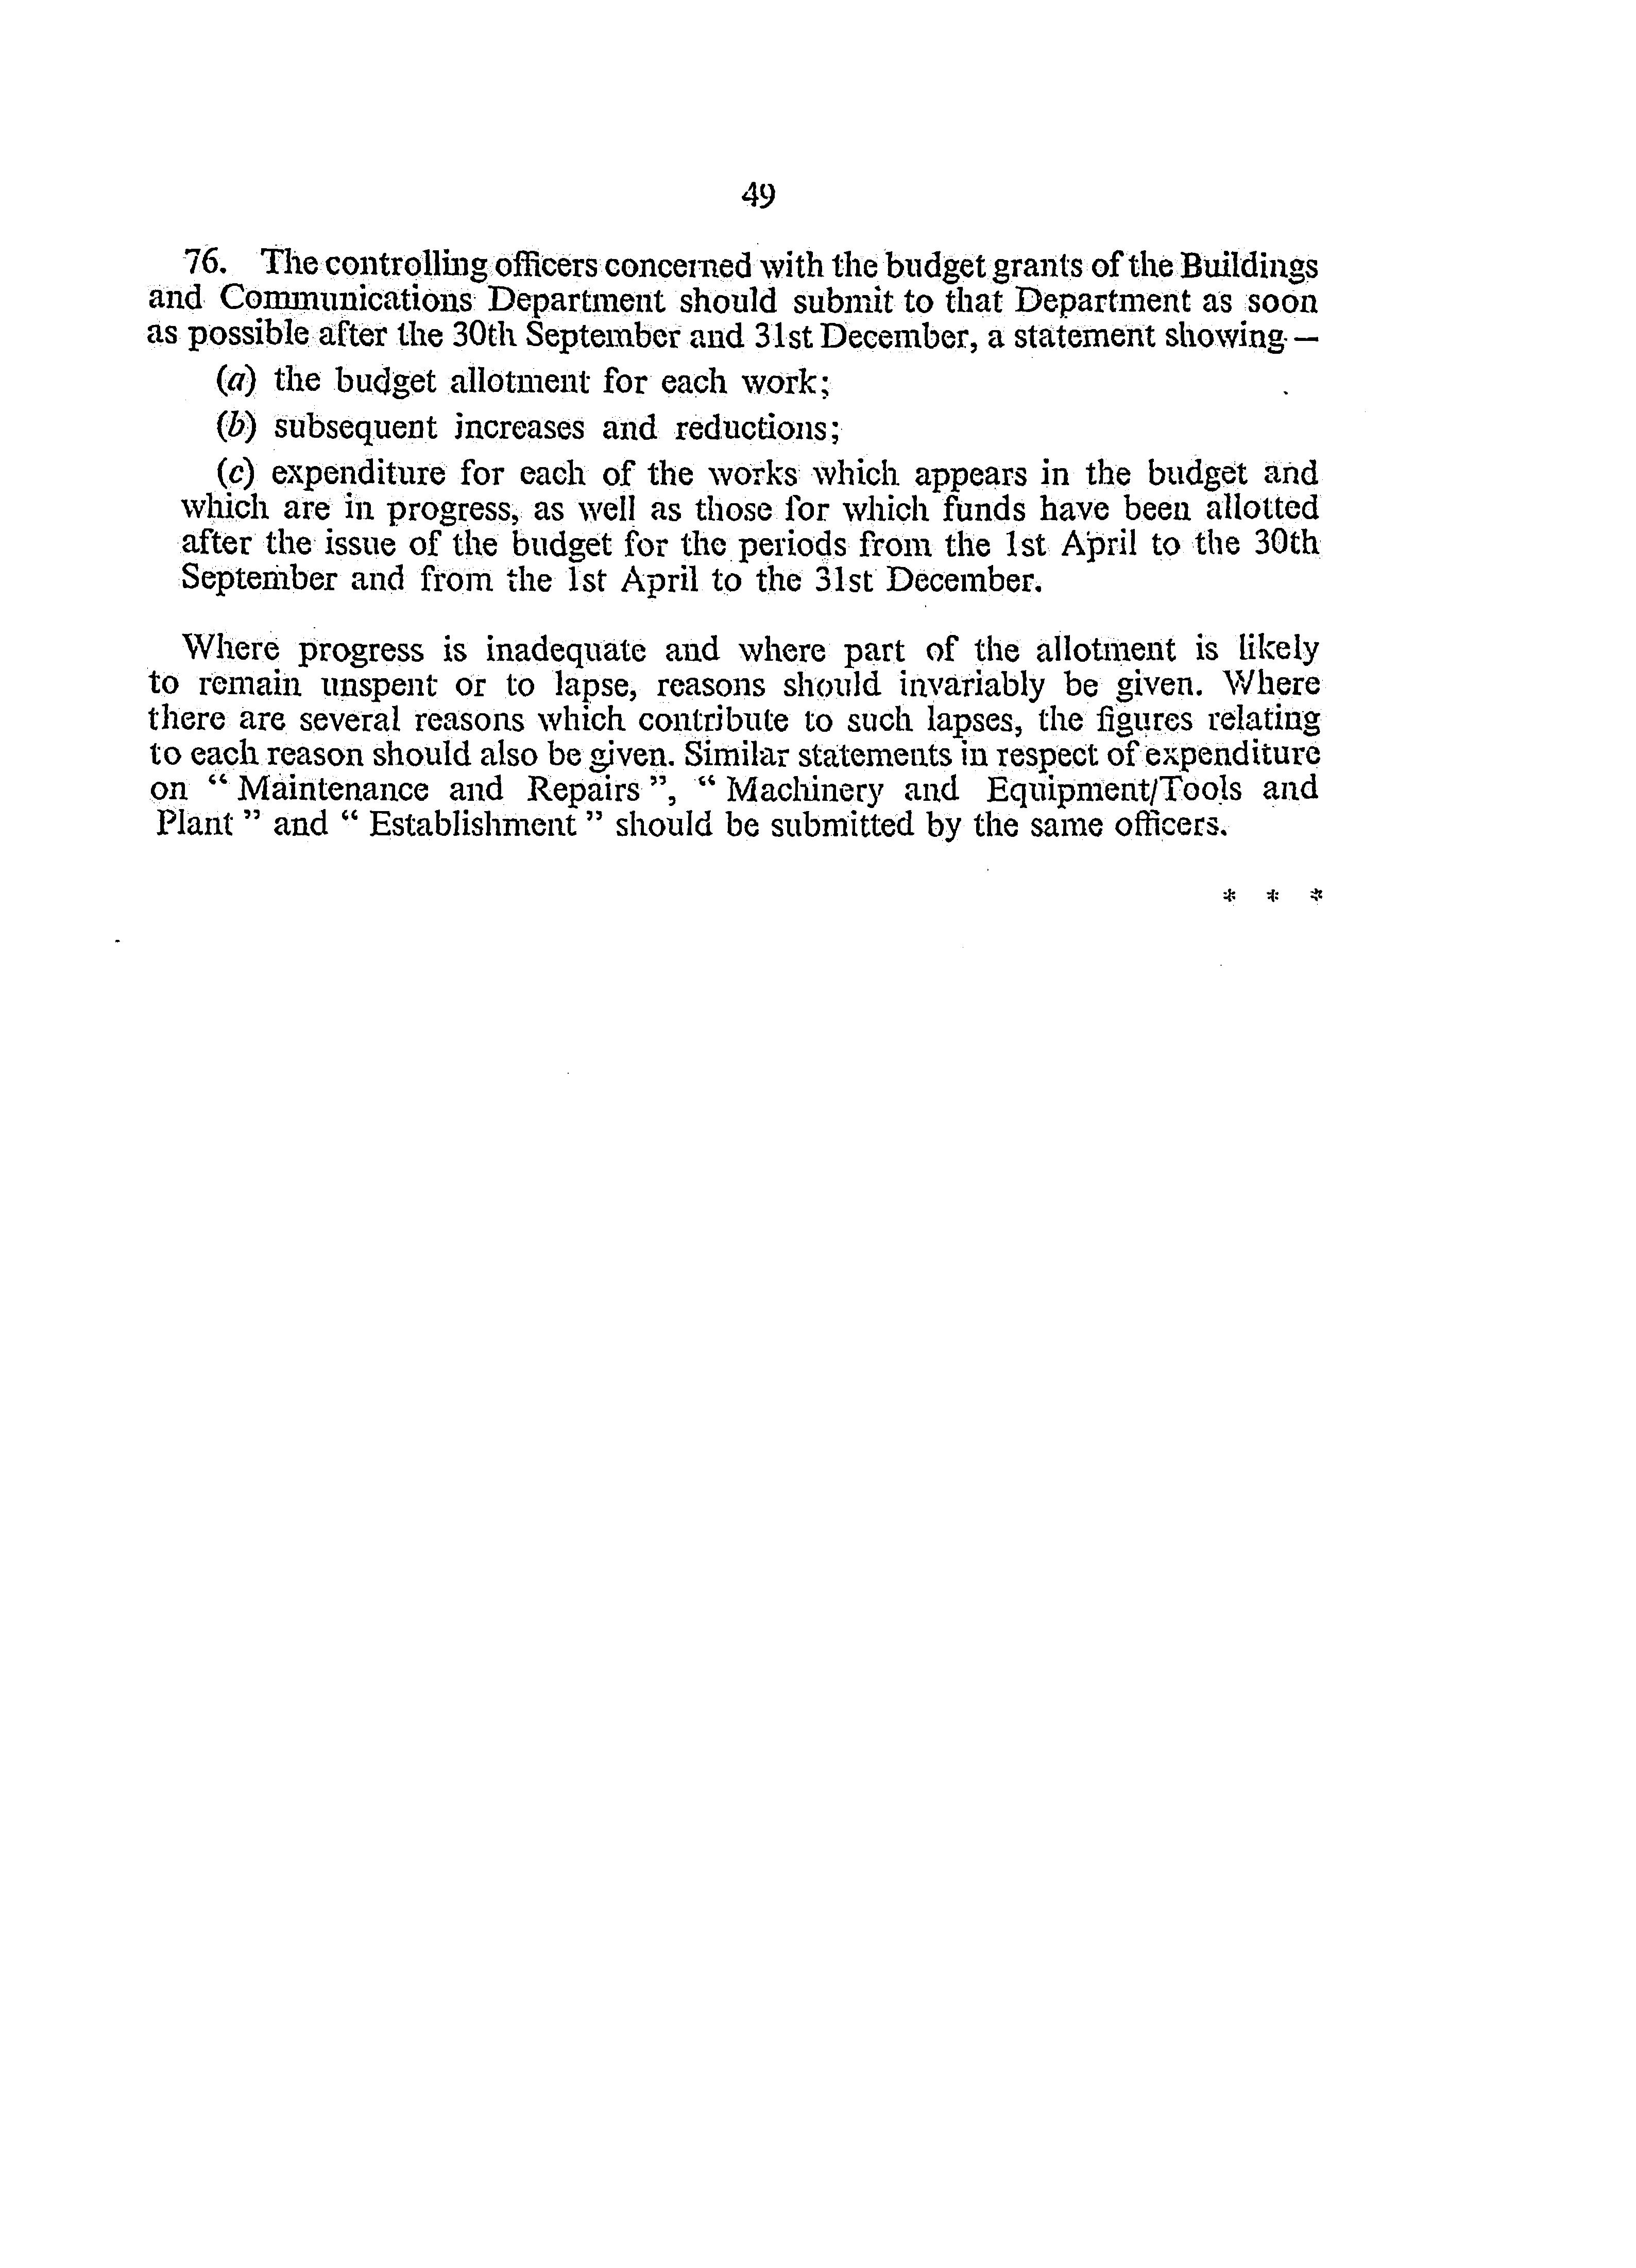 49
76. The controlling officers concerned with the budget grants of the Buildings
and Communications Department should submit to that Department as soon
as possible after the 30th September and 31st December, a statement showing—
(a) the budget allotment for each work;
(b) subsequent increases and reductions;
(c) expenditure for each of the works which appears in the budget and
which are in progress, as well as those for which funds have been allotted
after the issue of the budget for the periods from the 1st April to the 30th
September and from the 1st April to the 31st December.
Where progress is inadequate and where part of the allotment is likely
to remain unspent or to lapse, reasons should invariably be given. Where
there are several reasons which contribute to such lapses, the figures relating
to each reason should also be given. Similar statements in respect of expenditure
on “ Maintenance and Repairs ”, “ Machinery and Equipment/Tools and
Plant ” and “ Establishment ” should be submitted by the same officers.
* * *